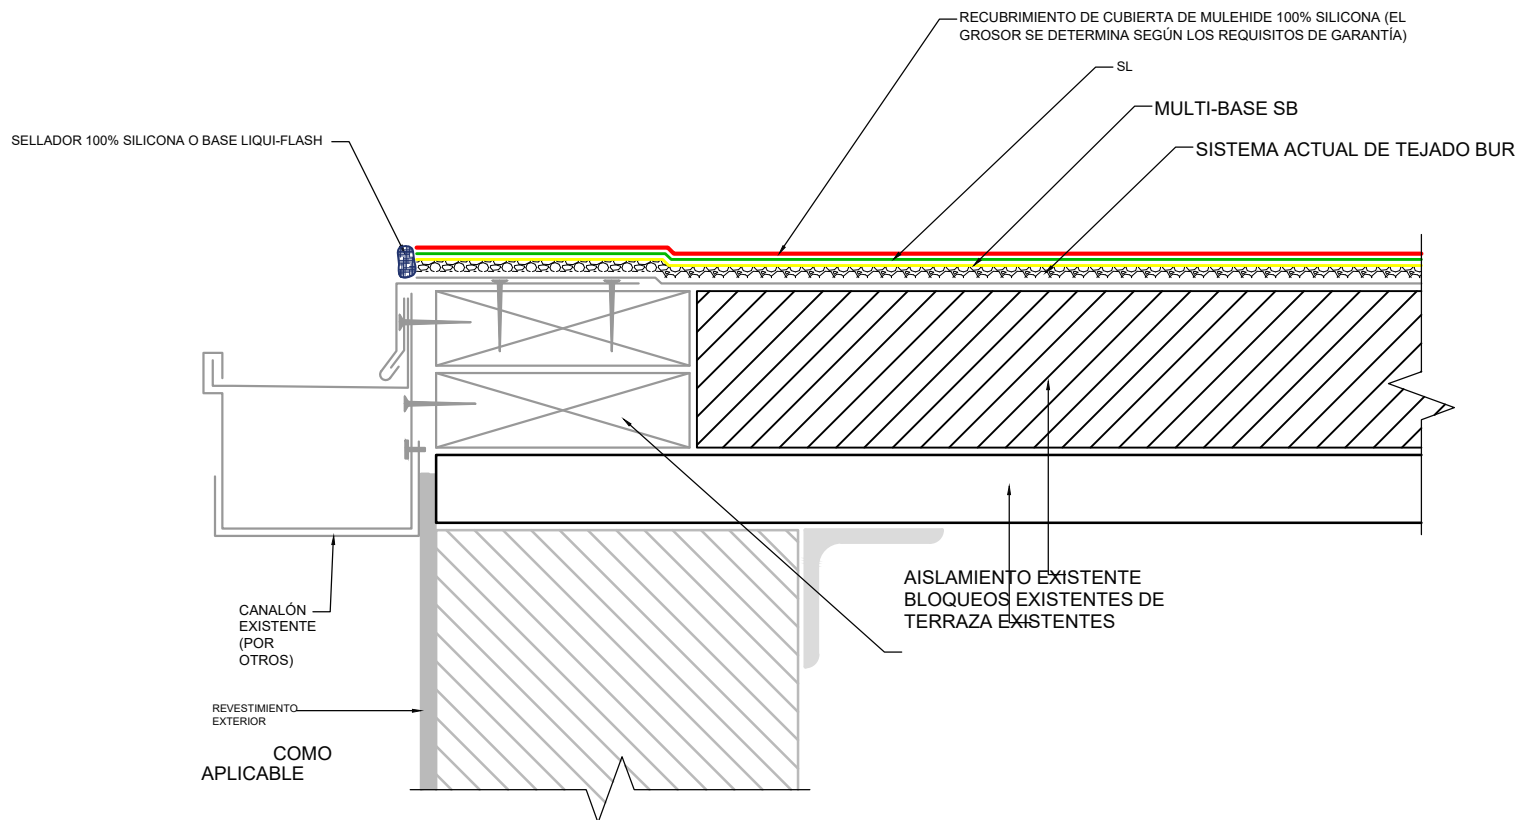 RECUBRIMIENTO DE CUBIERTA DE MULEHIDE 100% SILICONA (EL
GROSOR SE DETERMINA SEGÚN LOS REQUISITOS DE GARANTÍA)
SL
MULTI-BASE SB
SELLADOR 100% SILICONA O BASE LIQUI-FLASH
SISTEMA ACTUAL DE TEJADO BUR
AISLAMIENTO EXISTENTE
BLOQUEOS EXISTENTES DE
TERRAZA EXISTENTES
CANALÓN
EXISTENTE
(POR
OTROS)
REVESTIMIENTO
EXTERIOR
COMO
APLICABLE